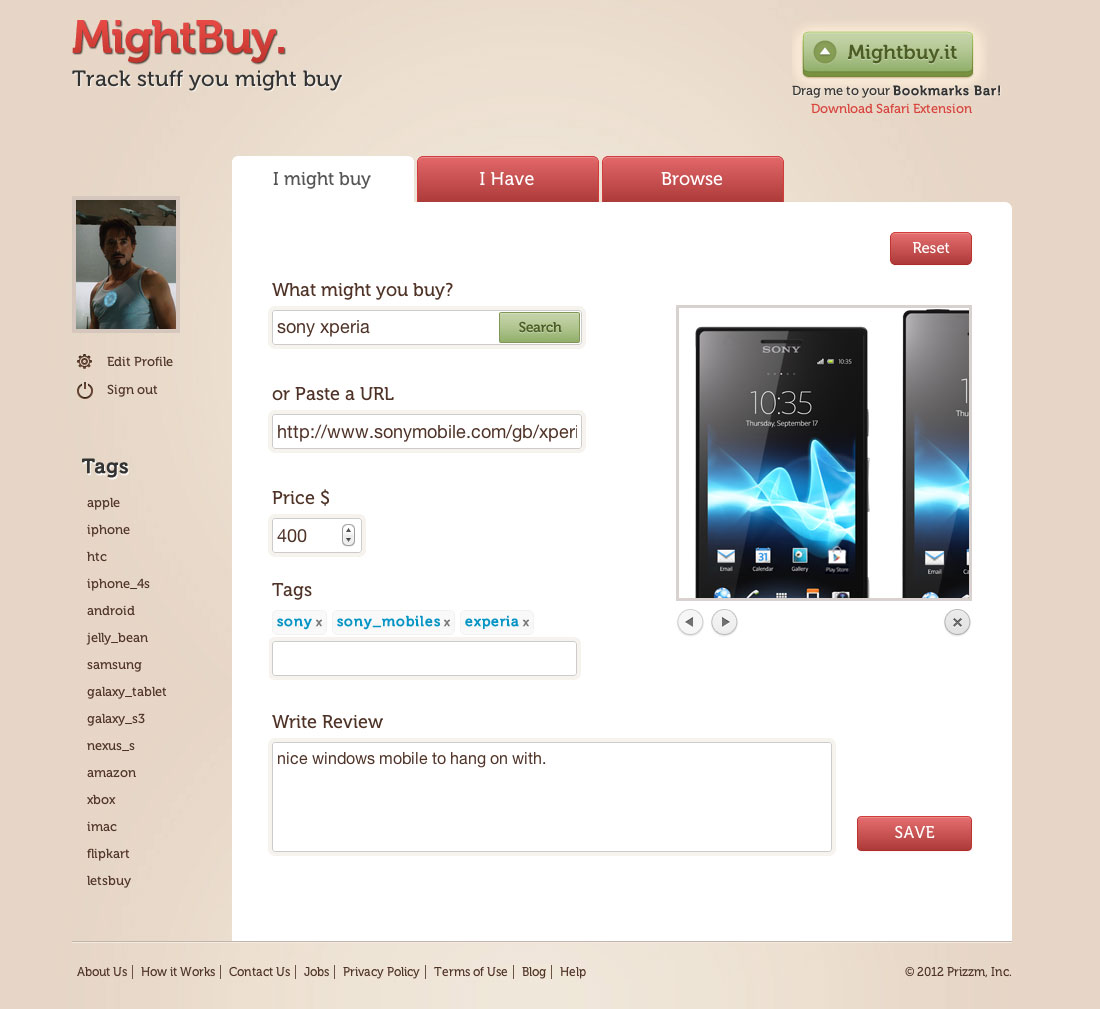 MightBuy.
Track stuff you might buy
Mightbuy.it
Drag me to your Bookmarks Bar!
Download Safari Extension
I might buy
I Have
Browse
Reset
Edit Profile
Sign out
Tags
apple
iphone
htc
iphone_4s
android
jelly_bean
samsung
galaxy_tablet
galaxy_s3
nexus_s
amazon
xbox
imac
flipkart
letsbuy
What might you buy?
sony xperia
Search
or Paste a URL
http://www.sonymobile.com/gb/xperi
Price $
400
Tags
sony x sony_mobiles x experia x
SONY
10:35
10:35
Thursday, September 17
Email Calendar Gallery Play Store
1
Thu
Email
Write Review
nice windows mobile to hang on with.
SAVE
About Us | How it Works | Contact Us | Jobs | Privacy Policy | Terms of Use | Blog | Help
© 2012 Prizzm, Inc.